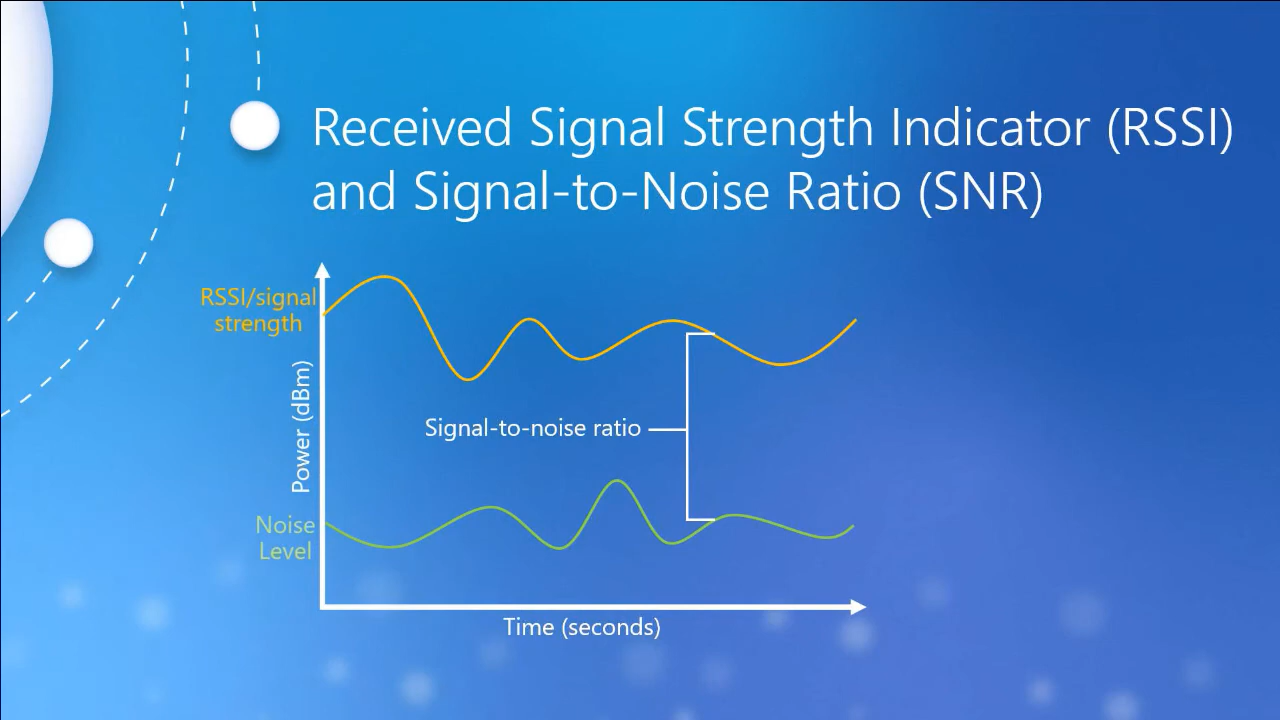 Received Signal Strength Indicator (RSSI)
and Signal-to-Noise Ratio (SNR)
RSSI/signal
strength
Power (dBm)
Signal-to-noise ratio
Noise
Level
Time (seconds)